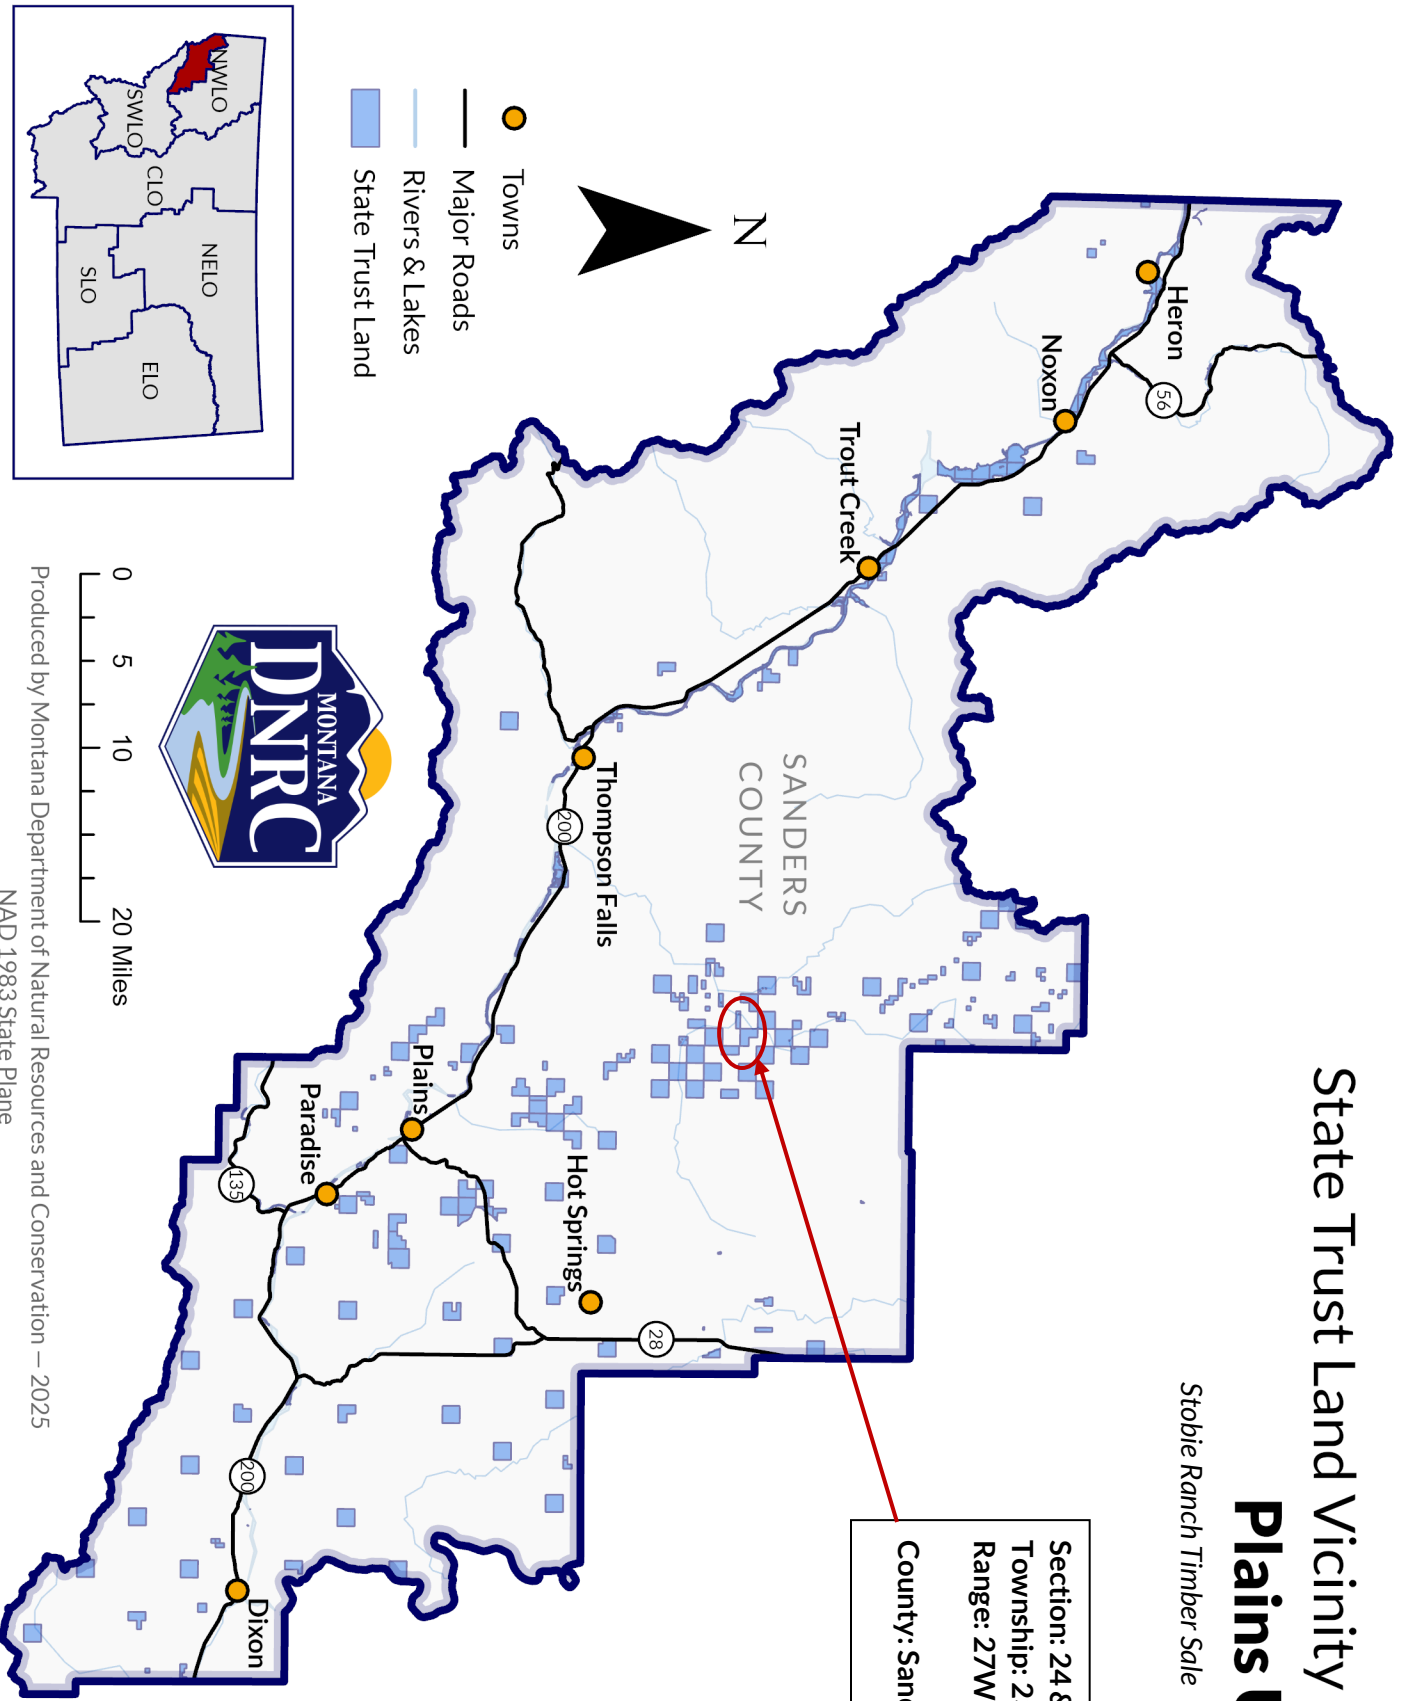 State Trust Land Vicinity
Plains
Stobie Ranch Timber Sale
Section: 24 &
Township: 2
Range: 27W
County: Sand
N
Towns
Major Roads
Rivers & Lakes
State Trust Land
Heron
56
Noxon
Trout Creek
SANDERS
COUNTY
Thompson Falls
200
Plains
Paradise
135
Hot Springs
28
200
Dixon
NWLO
SWLO
CLO
NELO
SLO
ELO
MONTANA
DNRC
0 5 10 20 Miles
Produced by Montana Department of Natural Resources and Conservation — 2025
NAD 1983 State Plane